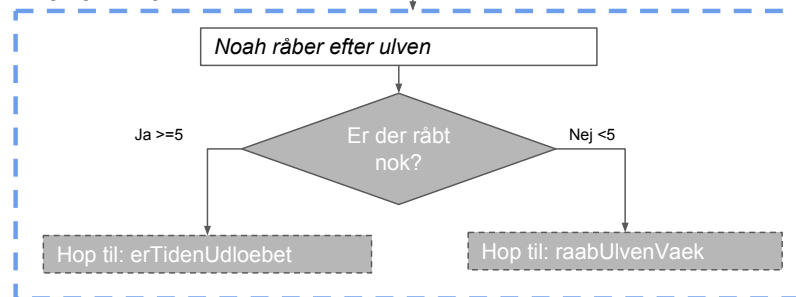 Noah råber efter ulven
Er der råbt
nok?
Ja >=5
Nej <5
Hop til: erTidenUdloebet
Hop til: raabUlvenVaek